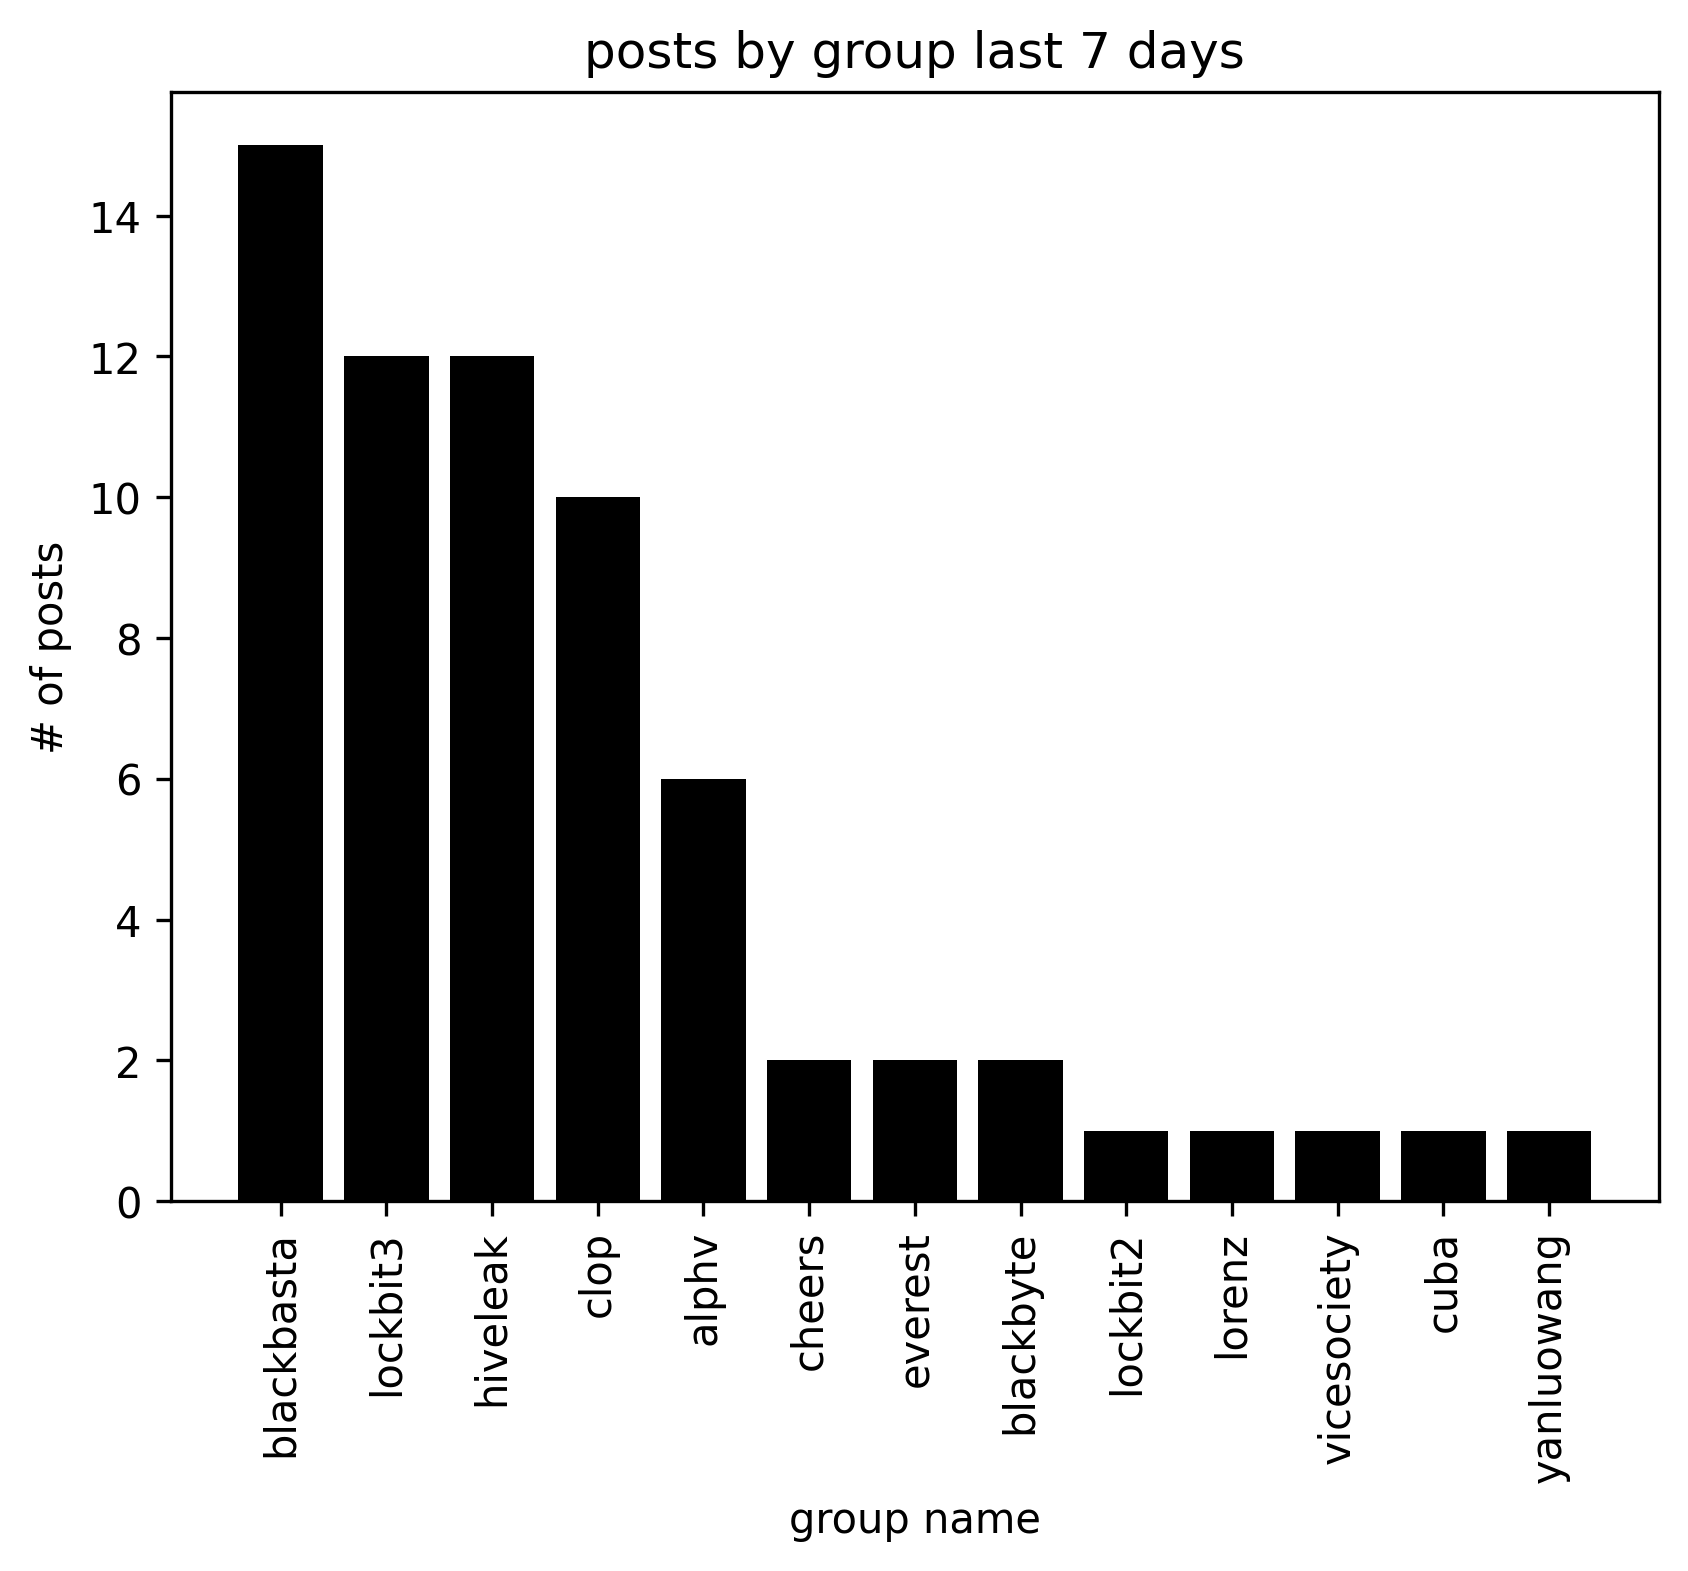 posts by group last 7 days
# of posts
14
12
10
8
6
4
2
0
blackbasta
lockbit3
hiveleak
clop
alphv
cheers
everest
blackbyte
lockbit2
lorenz
vicesociety
cuba
yanluowang
group name